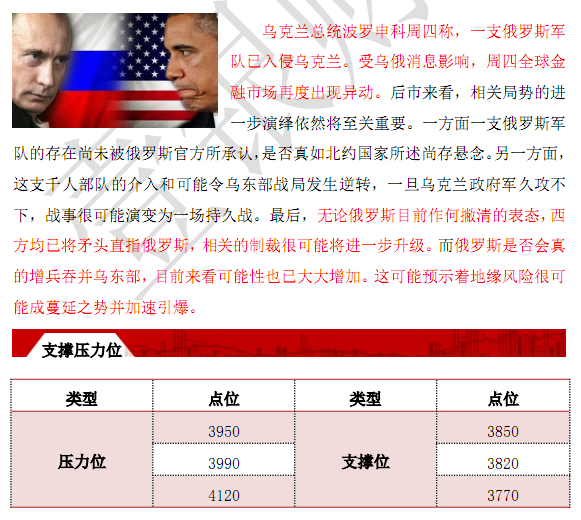 乌克兰总统波罗申科周四称，一支俄罗斯军
队已入侵乌克兰。受乌俄消息影响，周四全球金
融市场再度出现异动。后市来看，相关局势的进
一步演绎依然将至关重要。一方面一支俄罗斯军
队的存在尚未被俄罗斯官方所承认,是否真如北约国家所述尚存悬念。另一方面，
这支千人部队的介入和可能令乌东部战局发生逆转，一旦乌克兰政府军久攻不
下，战事很可能演变为一场持久战。最后，无论俄罗斯目前作何撇清的表态,西
方均已将矛头直指俄罗斯，相关的制裁很可能将进一步升级。而俄罗斯是否会真
的增兵吞并乌东部，目前来看可能性也已大大增加。这可能预示着地缘风险很可
能成蔓延之势并加速引爆。
支撑压力位
类型 点位 类型 点位
3950 3850
压力位 3990 支撑位 3820
4120 3770